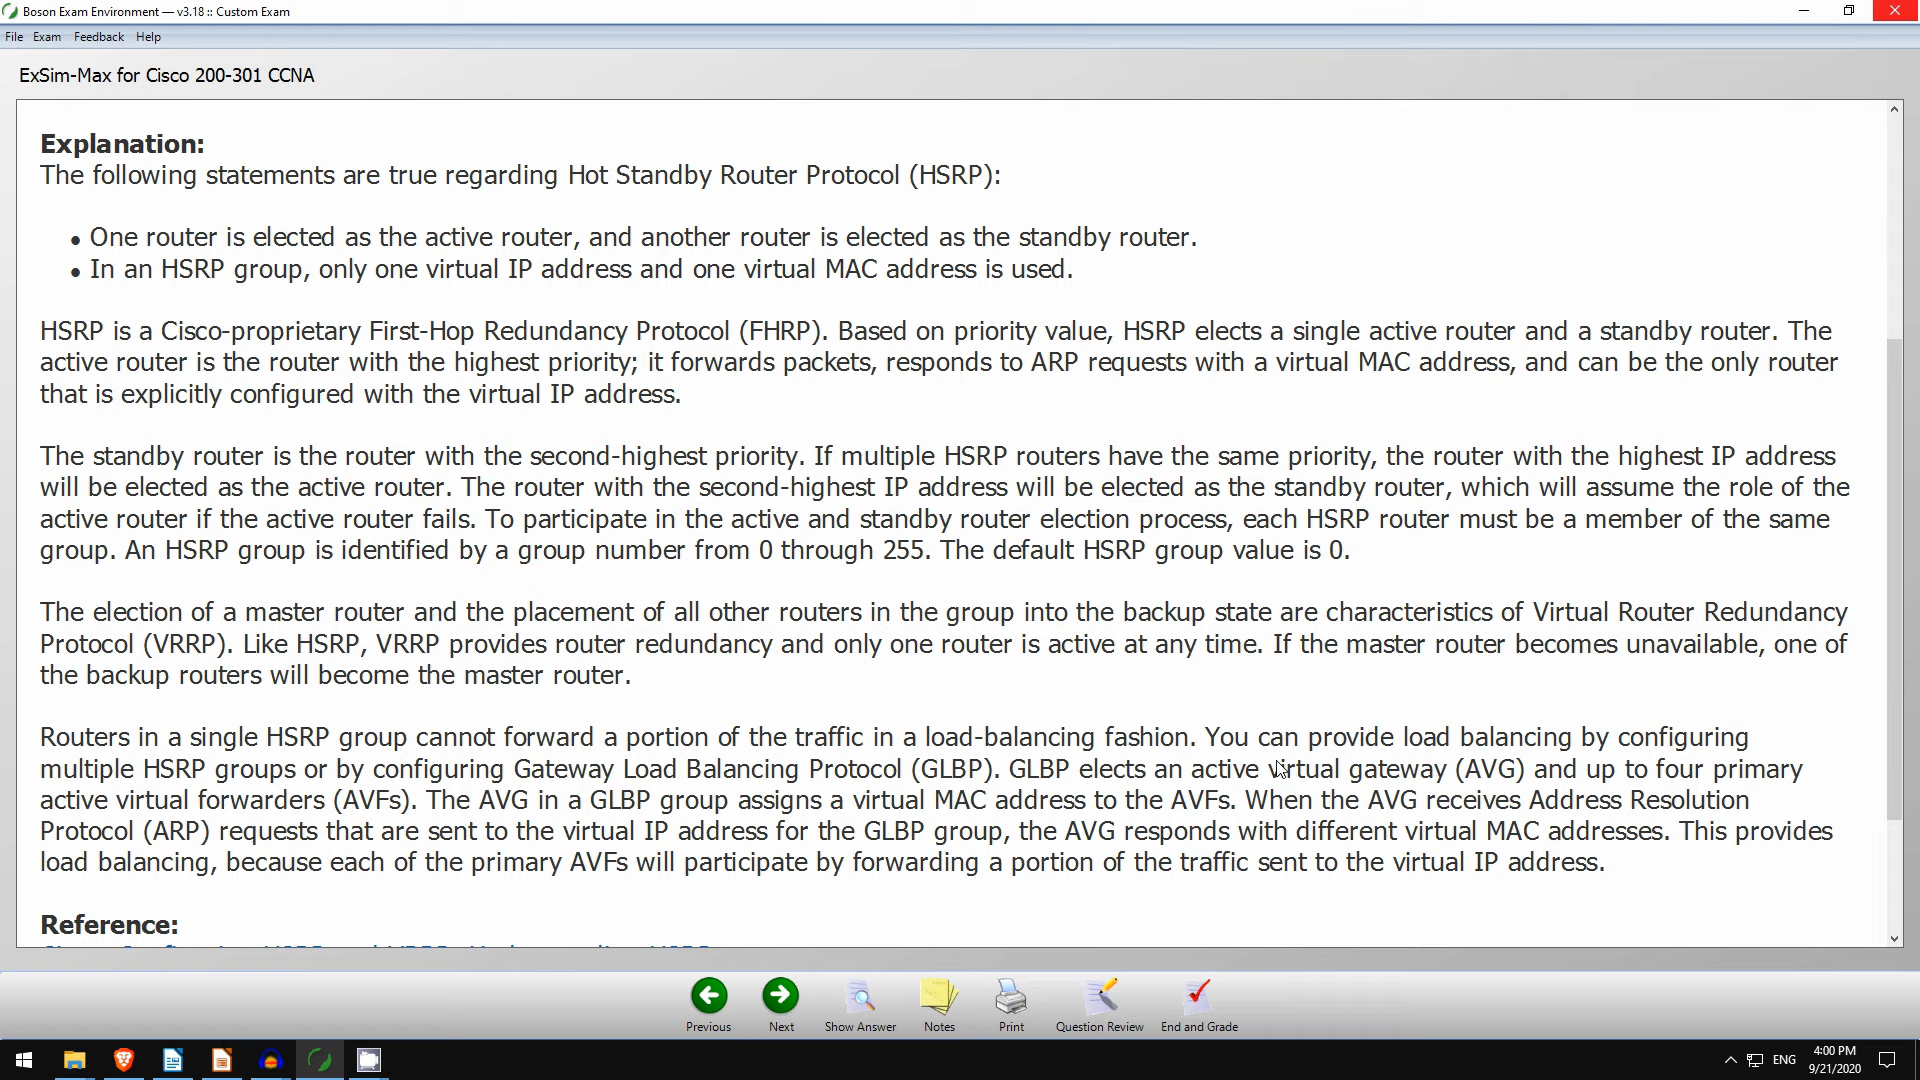 Boson Exam Environment — v3.18 :: Custom Exam
File Exam Feedback Help
ExSim-Max for Cisco 200-301 CCNA
Explanation:
The following statements are true regarding Hot Standby Router Protocol (HSRP):
• One router is elected as the active router, and another router is elected as the standby router.
• In an HSRP group, only one virtual IP address and one virtual MAC address is used.
HSRP is a Cisco-proprietary First-Hop Redundancy Protocol (FHRP). Based on priority value, HSRP elects a single active router and a standby router. The
active router is the router with the highest priority; it forwards packets, responds to ARP requests with a virtual MAC address, and can be the only router
that is explicitly configured with the virtual IP address.
The standby router is the router with the second-highest priority. If multiple HSRP routers have the same priority, the router with the highest IP address
will be elected as the active router. The router with the second-highest IP address will be elected as the standby router, which will assume the role of the
active router if the active router fails. To participate in the active and standby router election process, each HSRP router must be a member of the same
group. An HSRP group is identified by a group number from 0 through 255. The default HSRP group value is 0.
The election of a master router and the placement of all other routers in the group into the backup state are characteristics of Virtual Router Redundancy
Protocol (VRRP). Like HSRP, VRRP provides router redundancy and only one router is active at any time. If the master router becomes unavailable, one of
the backup routers will become the master router.
Routers in a single HSRP group cannot forward a portion of the traffic in a load-balancing fashion. You can provide load balancing by configuring
multiple HSRP groups or by configuring Gateway Load Balancing Protocol (GLBP). GLBP elects an active virtual gateway (AVG) and up to four primary
active virtual forwarders (AVFs). The AVG in a GLBP group assigns a virtual MAC address to the AVFs. When the AVG receives Address Resolution
Protocol (ARP) requests that are sent to the virtual IP address for the GLBP group, the AVG responds with different virtual MAC addresses. This provides
load balancing, because each of the primary AVFs will participate by forwarding a portion of the traffic sent to the virtual IP address.
Reference:
Previous Next Show Answer Notes Print Question Review End and Grade
ENG
4:00 PM
9/21/2020